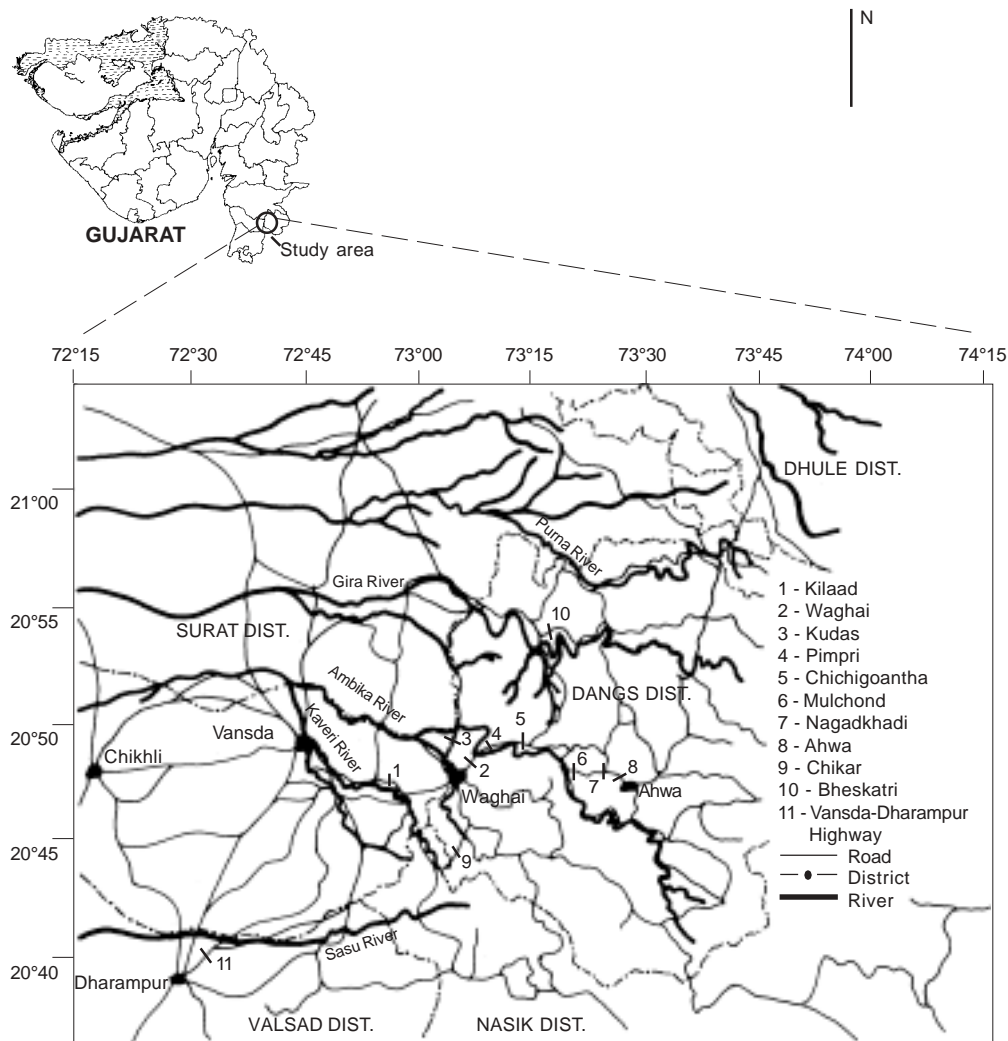 N
GUJARAT
Study area
72°15 72°30 72°45 73°00 73°14 73°30 73°45 74°00 74°15
DHULE DIST.
21°00
Purna River
Gira River
1 - Kilaad
2 - Waghai
3 - Kudas
4 - Pimpri
5 - Chichigoantha
6 - Mulchond
7 - Nagadkhadi
8 - Ahwa
9 - Chikar
10 - Bheskatri
11 - Vansda-Dharampur
Highway
Road
District
River
20°55
10
SURAT DIST.
DANGS DIST.
Ambika River
20°50
5
Vansda
Kaveri River
3
4
Chikhli
6
1
2
7
8
Waghai
Ahwa
20°45
9
Sasu River
20°40
11
Dharampur
VALSAD DIST.
NASIK DIST.